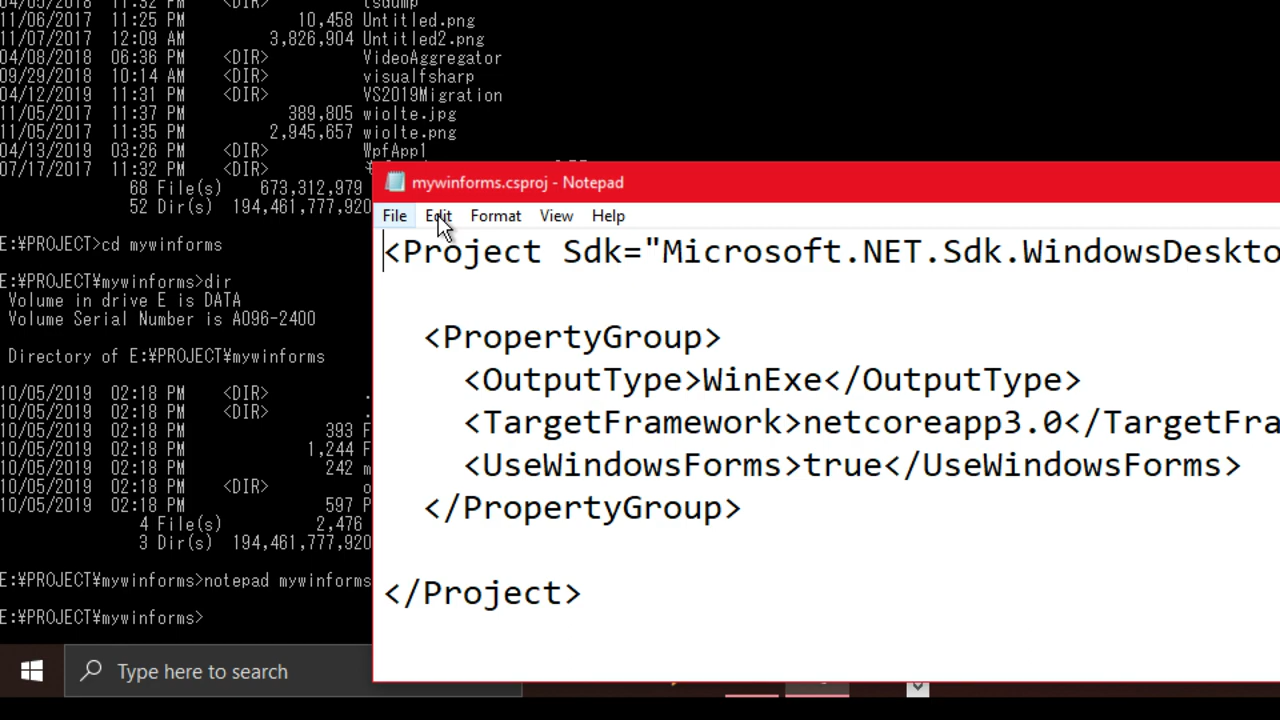 04/05/2018  11:32 PM    <DIR>          tsdump
11/06/2017  11:25 PM            10,458 Untitled.png
11/07/2017  12:09 AM         3,826,904 Untitled2.png
04/08/2018  06:36 PM    <DIR>          VideoAggregator
09/29/2018  10:14 AM    <DIR>          visualfsharp
04/12/2019  11:31 PM    <DIR>          VS2019Migration
11/05/2017  11:37 PM           389,805 wiolte.jpg
11/05/2017  11:35 PM         2,945,657 wiolte.png
04/13/2019  03:26 PM    <DIR>          WpfApp1
07/17/2017  11:32 PM    <DIR>
68 File(s)    673,312,979
52 Dir(s)  194,461,777,920
E:¥PROJECT>cd mywinforms
E:¥PROJECT¥mywinforms>dir
Volume in drive E is DATA
Volume Serial Number is A096-2400
Directory of E:¥PROJECT¥mywinforms
10/05/2019  02:18 PM    <DIR>          .
10/05/2019  02:18 PM    <DIR>          .
10/05/2019  02:18 PM               393 F
10/05/2019  02:18 PM             1,244 F
10/05/2019  02:18 PM               242 m
10/05/2019  02:18 PM    <DIR>          o
10/05/2019  02:18 PM               597 P
4 File(s)          2,476
3 Dir(s)  194,461,777,920
E:¥PROJECT¥mywinforms>notepad mywinforms
E:¥PROJECT¥mywinforms>
mywinforms.csproj - Notepad
File Edit Format View Help
<Project Sdk="Microsoft.NET.Sdk.WindowsDeskto
<PropertyGroup>
<OutputType>WinExe</OutputType>
<TargetFramework>netcoreapp3.0</TargetFra
<UseWindowsForms>true</UseWindowsForms>
</PropertyGroup>
</Project>
Type here to search